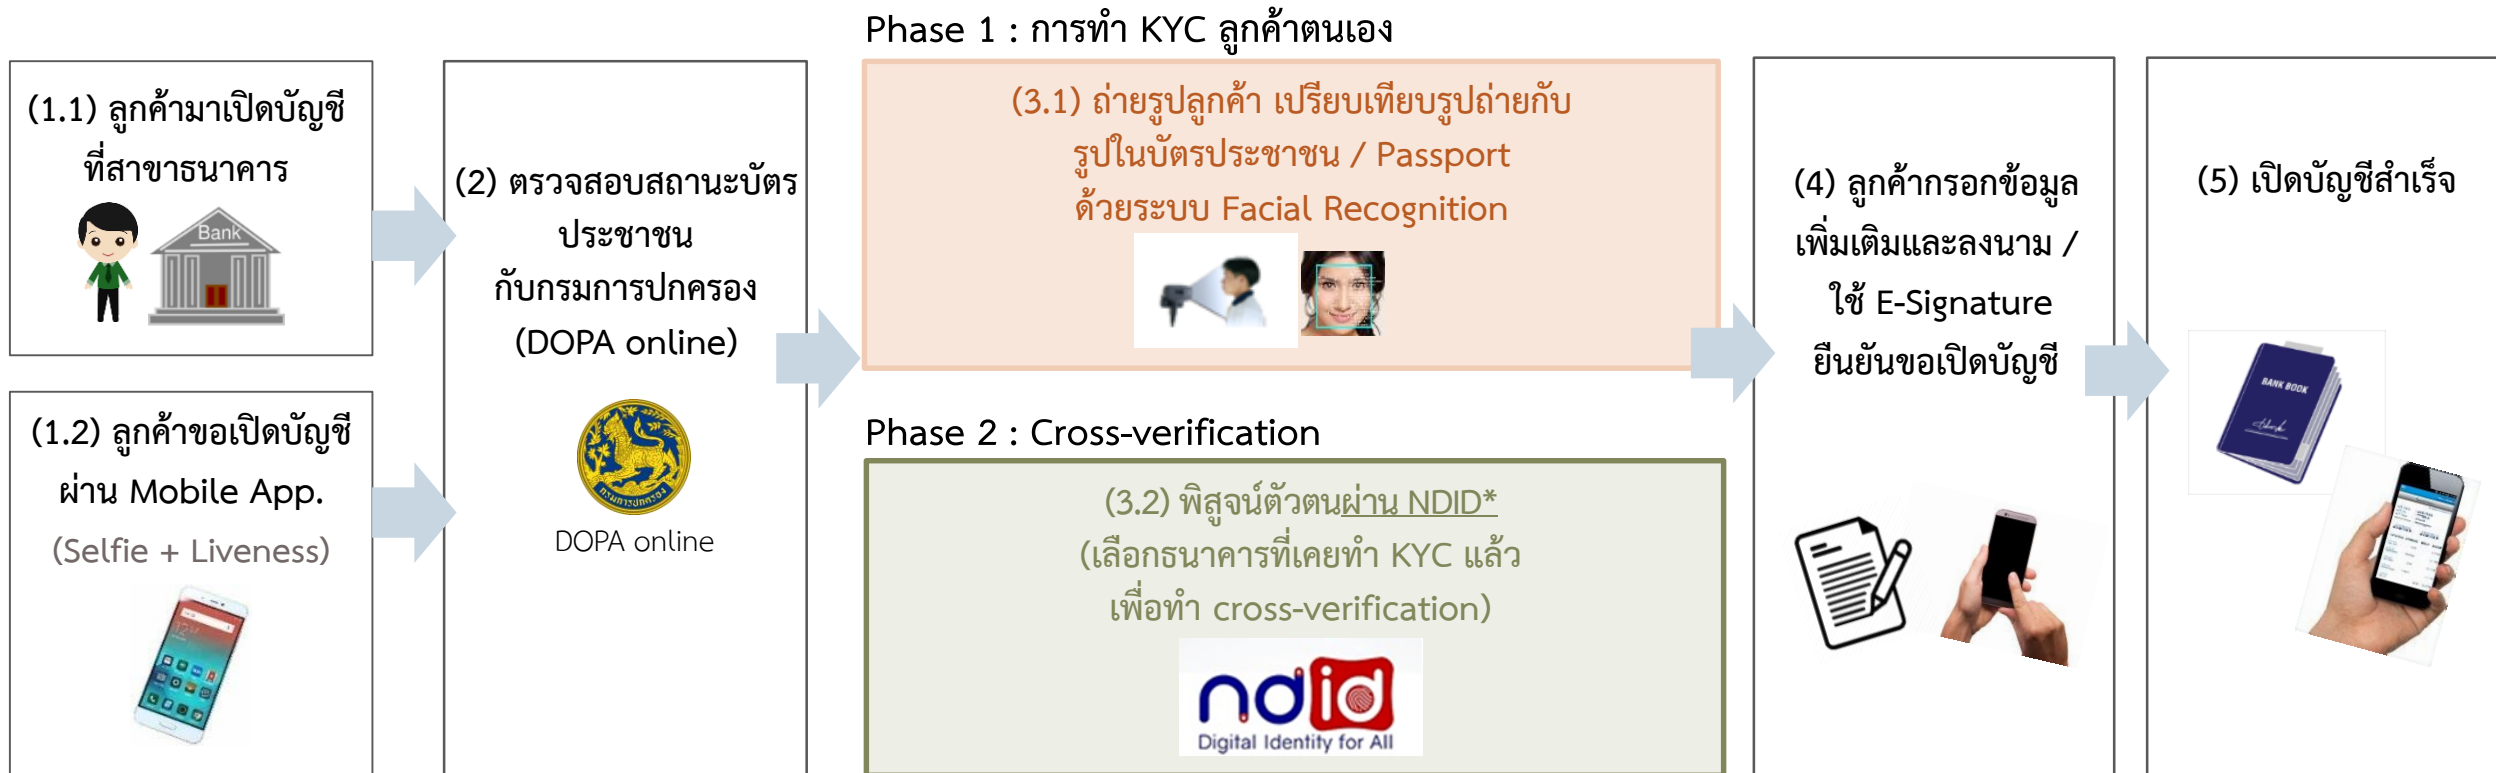 Phase 1 : การทำ KYC ลูกค้าตนเอง
(1.1) ลูกค้ามาเปิดบัญชี
ที่สาขาธนาคาร
Bank
(1.2) ลูกค้าขอเปิดบัญชี
ผ่าน Mobile App.
(Selfie + Liveness)
(2) ตรวจสอบสถานะบัตร
ประชาชน
กับกรมการปกครอง
(DOPA online)
กรมการปกครอง
DOPA online
(3.1) ถ่ายรูปลูกค้า เปรียบเทียบรูปถ่ายกับ
รูปในบัตรประชาชน / Passport
ด้วยระบบ Facial Recognition
Phase 2 : Cross-verification
(3.2) พิสูจน์ตัวตนผ่าน NDID*
(เลือกธนาคารที่เคยทำ KYC แล้ว
เพื่อทำ cross-verification)
ndid
Digital Identity for All
(4) ลูกค้ากรอกข้อมูล
เพิ่มเติมและลงนาม /
ใช้ E-Signature
ยืนยันขอเปิดบัญชี
(5) เปิดบัญชีสำเร็จ
BANK BOOK